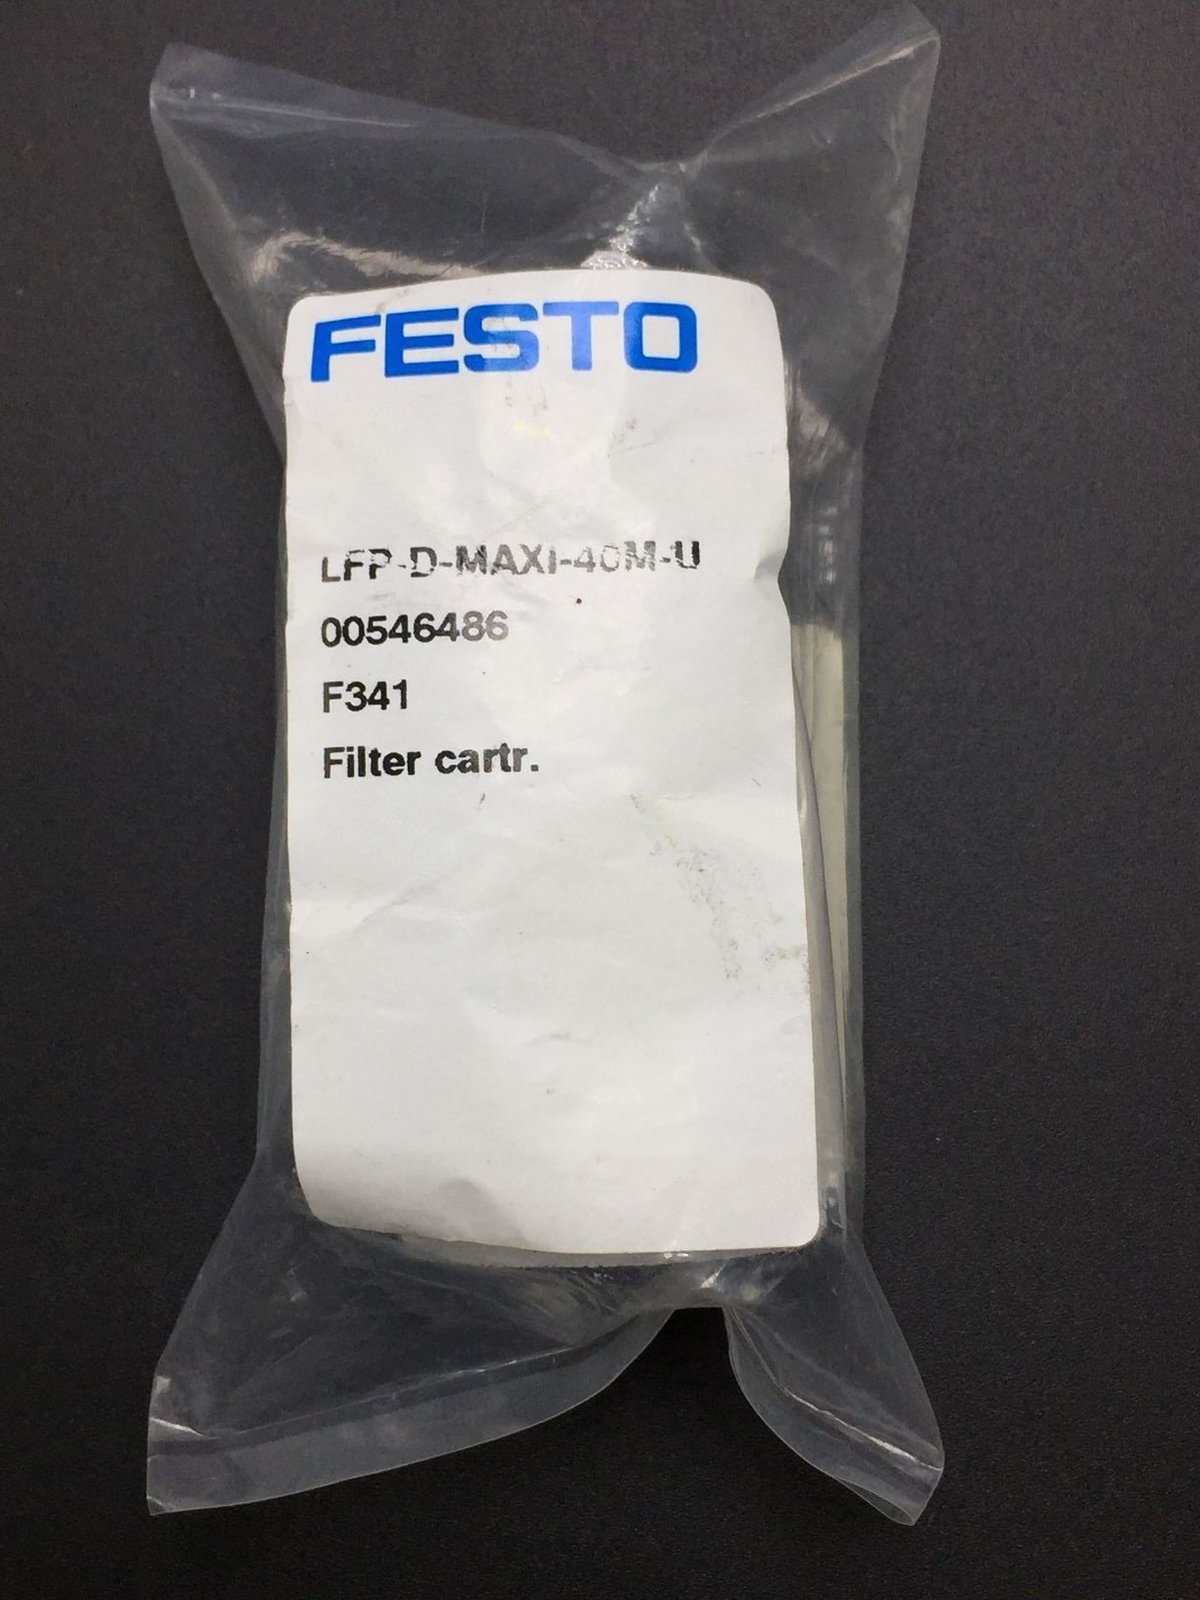 FESTO
LFP-D-MAXI-40M-U
00546486
F341
Filter cartr.